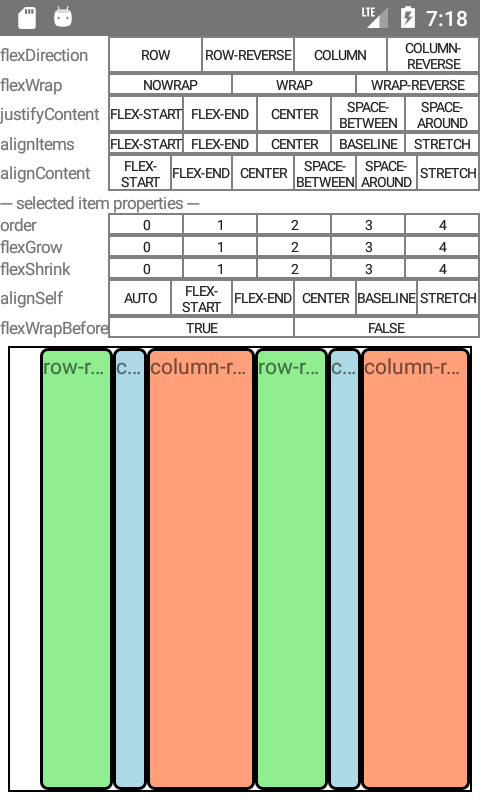 LTE 7:18
flexDirection ROW ROW-REVERSE COLUMN COLUMN-REVERSE
flexWrap NOWRAP WRAP WRAP-REVERSE
justifyContent FLEX-START FLEX-END CENTER SPACE-BETWEEN SPACE-AROUND
alignItems FLEX-START FLEX-END CENTER BASELINE STRETCH
alignContent FLEX-START FLEX-END CENTER SPACE-BETWEEN SPACE-AROUND STRETCH
--- selected item properties ---
order 0 1 2 3 4
flexGrow 0 1 2 3 4
flexShrink 0 1 2 3 4
alignSelf AUTO FLEX-START FLEX-END CENTER BASELINE STRETCH
flexWrapBefore TRUE FALSE
row-r... c... column-r... row-r... c... column-r...